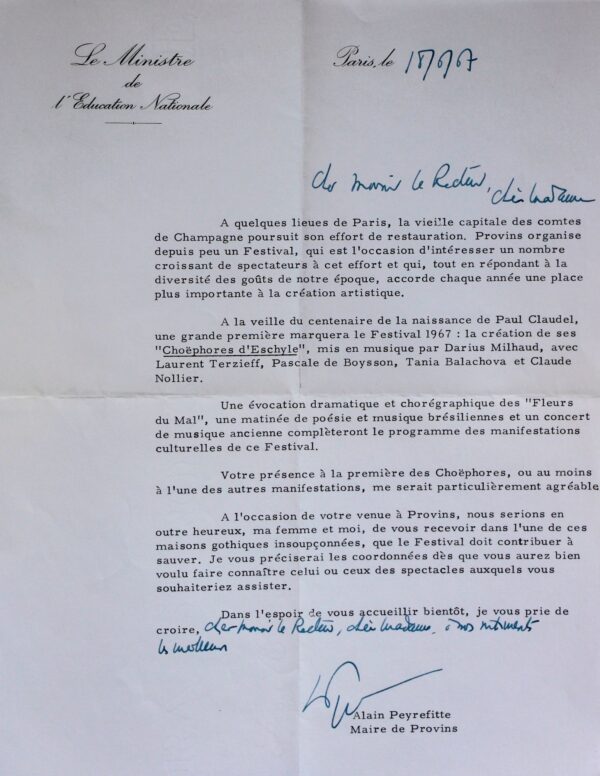 Le Ministre
de
l'Education Nationale
Paris, le 18/6/67
Cher Monsieur le Recteur, chère Madame
A quelques lieues de Paris, la vieille capitale des comtes
de Champagne poursuit son effort de restauration. Provins organise
depuis peu un Festival, qui est l'occasion d'intéresser un nombre
croissant de spectateurs à cet effort et qui, tout en répondant à la
diversité des goûts de notre époque, accorde chaque année une place
plus importante à la création artistique.
A la veille du centenaire de la naissance de Paul Claudel,
une grande première marquera le Festival 1967 : la création de ses
"Choëphores d'Eschyle", mis en musique par Darius Milhaud, avec
Laurent Terzieff, Pascale de Boysson, Tania Balachova et Claude
Nollier.
Une évocation dramatique et chorégraphique des "Fleurs
du Mal", une matinée de poésie et musique brésiliennes et un concert
de musique ancienne complèteront le programme des manifestations
culturelles de ce Festival.
Votre présence à la première des Choëphores, ou au moins
à l'une des autres manifestations, me serait particulièrement agréable
A l'occasion de votre venue à Provins, nous serions en
outre heureux, ma femme et moi, de vous recevoir dans l'une de ces
maisons gothiques insoupçonnées, que le Festival doit contribuer à
sauver. Je vous préciserai les coordonnées dès que vous aurez bien
voulu faire connaître celui ou ceux des spectacles auxquels vous
souhaiteriez assister.
Dans l'espoir de vous accueillir bientôt, je vous prie de
croire, cher Monsieur le Recteur, chère Madame, à nos sentiments
les meilleurs
Alain Peyrefitte
Maire de Provins